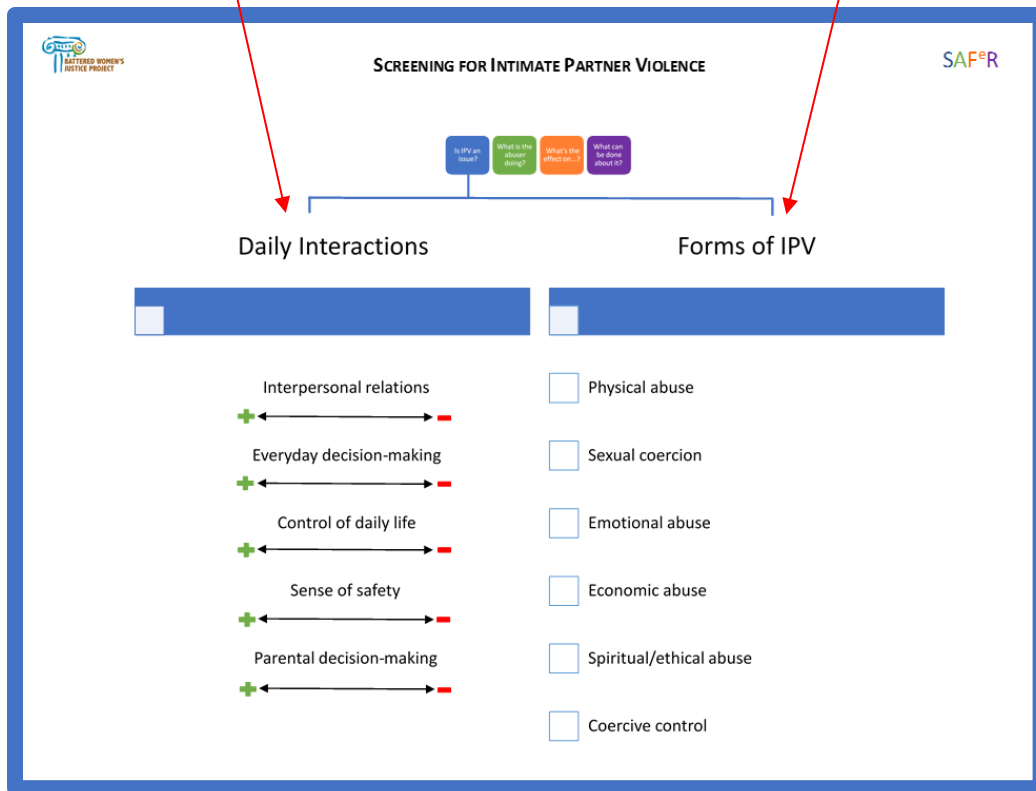 BATTERED WOMEN'S
JUSTICE PROJECT
SCREENING FOR INTIMATE PARTNER VIOLENCE
SAFeR
Is IPV an
issue?
What is the
abuser
doing?
What's the
effect on...?
What can
be done
about it?
Daily Interactions
Forms of IPV
Interpersonal relations
Everyday decision-making
Control of daily life
Sense of safety
Parental decision-making
Physical abuse
Sexual coercion
Emotional abuse
Economic abuse
Spiritual/ethical abuse
Coercive control